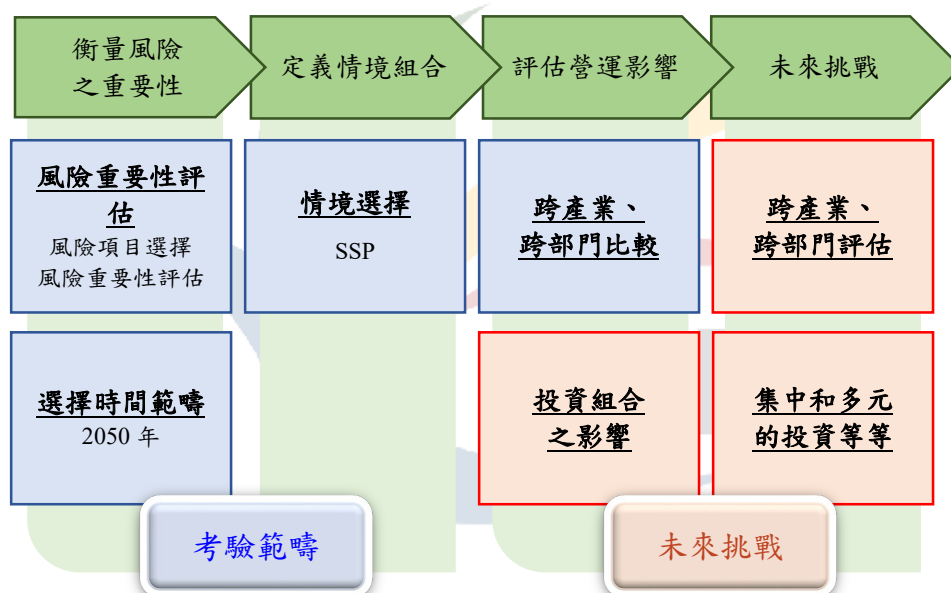 衡量風險
之重要性
定義情境組合
評估營運影響
未來挑戰
風險重要性評
估
風險項目選擇
風險重要性評估
情境選擇
SSP
跨產業、
跨部門比較
跨產業、
跨部門評估
選擇時間範疇
2050 年
投資組合
之影響
集中和多元
的投資等等
考驗範疇
未來挑戰